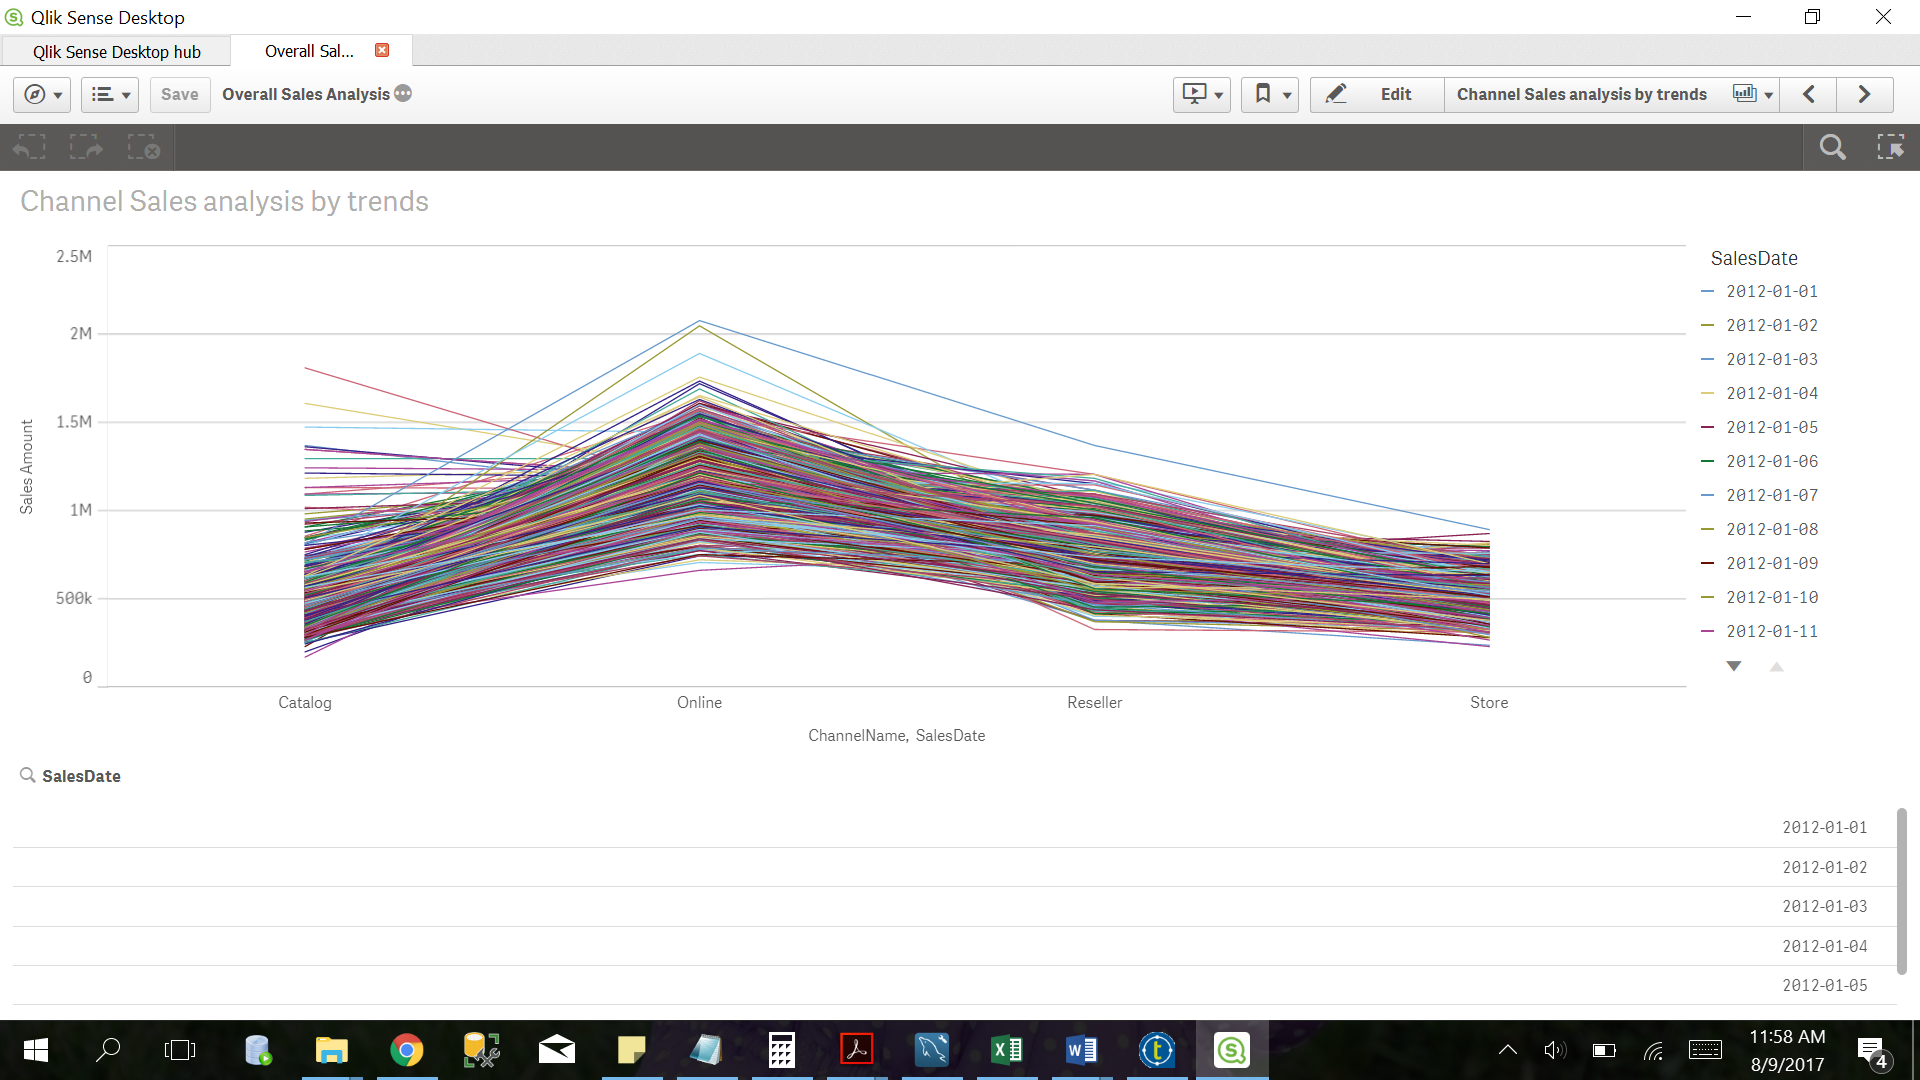 Qlik Sense Desktop
Qlik Sense Desktop hub
Overall Sal...
Save
Overall Sales Analysis
Edit
Channel Sales analysis by trends
Channel Sales analysis by trends
2.5M
2M
1.5M
1M
500k
0
Sales Amount
Catalog
Online
Reseller
Store
ChannelName, SalesDate
SalesDate
2012-01-01
2012-01-02
2012-01-03
2012-01-04
2012-01-05
2012-01-06
2012-01-07
2012-01-08
2012-01-09
2012-01-10
2012-01-11
SalesDate
2012-01-01
2012-01-02
2012-01-03
2012-01-04
2012-01-05
11:58 AM
8/9/2017
4